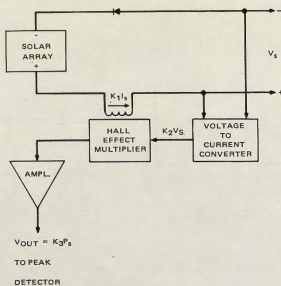 −
−
SOLAR
ARRAY
+
Vs
K1Is
+
HALL
EFFECT
MULTIPLIER
K2VS
VOLTAGE
TO
CURRENT
CONVERTER
AMPL.
VOUT = K3Ps
TO PEAK
DETECTOR